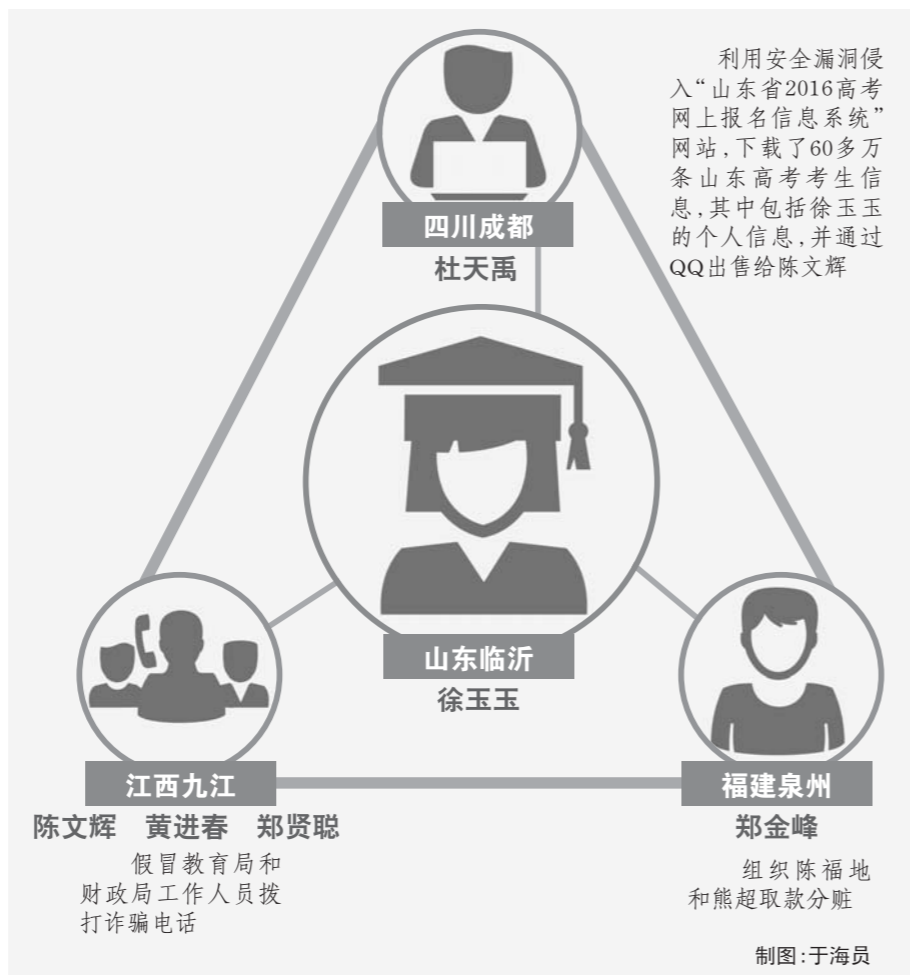 利用安全漏洞侵
入“山东省2016高考
网上报名信息系统”
网站,下载了60多万
条山东高考考生信
息,其中包括徐玉玉
的个人信息,并通过
QQ出售给陈文辉
四川成都
杜天禹
山东临沂
徐玉玉
江西九江
陈文辉 黄进春 郑贤聪
假冒教育局和
财政局工作人员拨
打诈骗电话
福建泉州
郑金峰
组织陈福地
和熊超取款分赃
制图:于海员